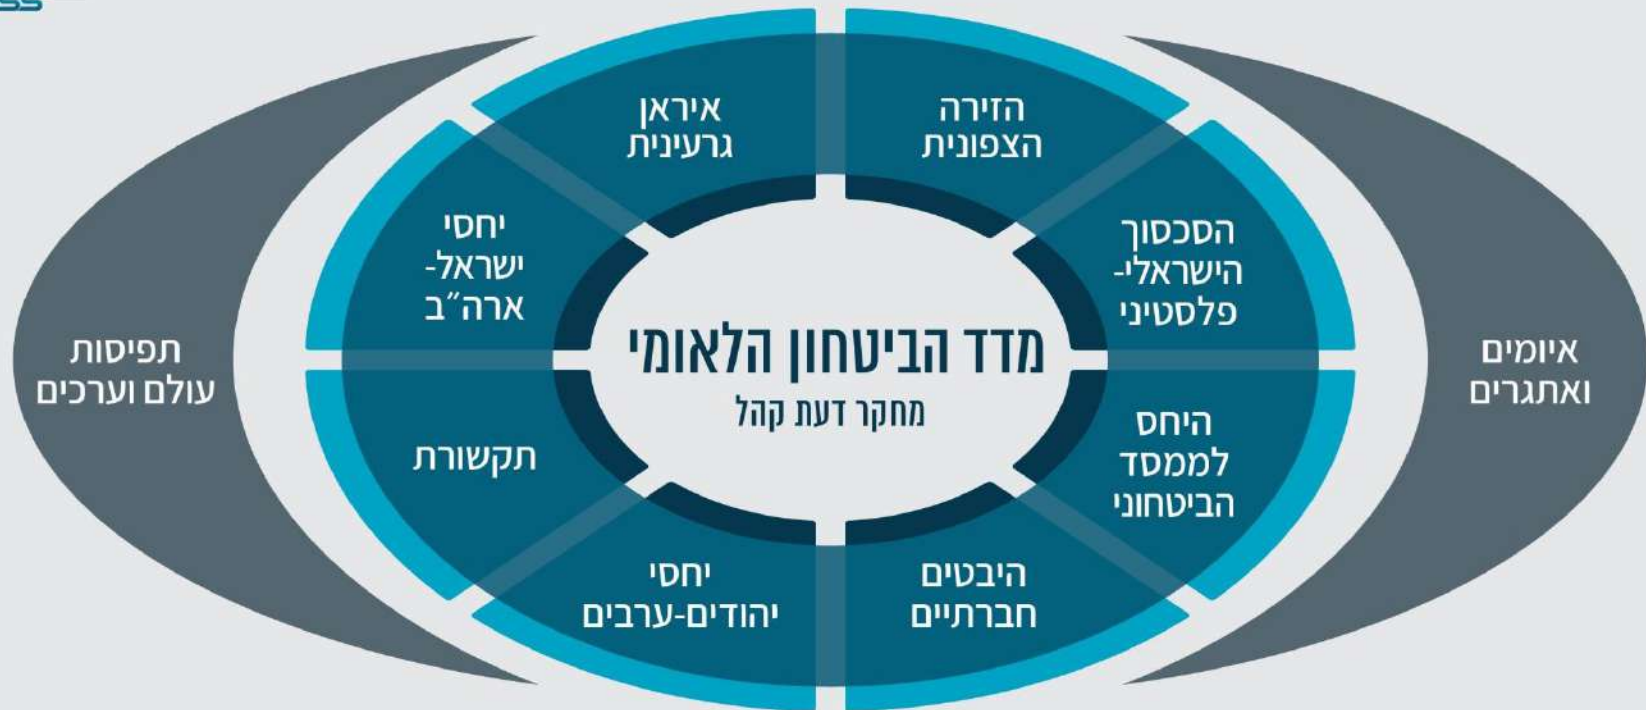 הזירה
הצפונית
איראן
גרעינית
הסכסוך
הישראלי-
פלסטיני
יחסי
ישראל-
ארה״ב
מדד הביטחון הלאומי
מחקר דעת קהל
איומים
ואתגרים
תפיסות
עולם וערכים
היחס
לממסד
הביטחוני
תקשורת
היבטים
חברתיים
יחסי
יהודים-ערבים